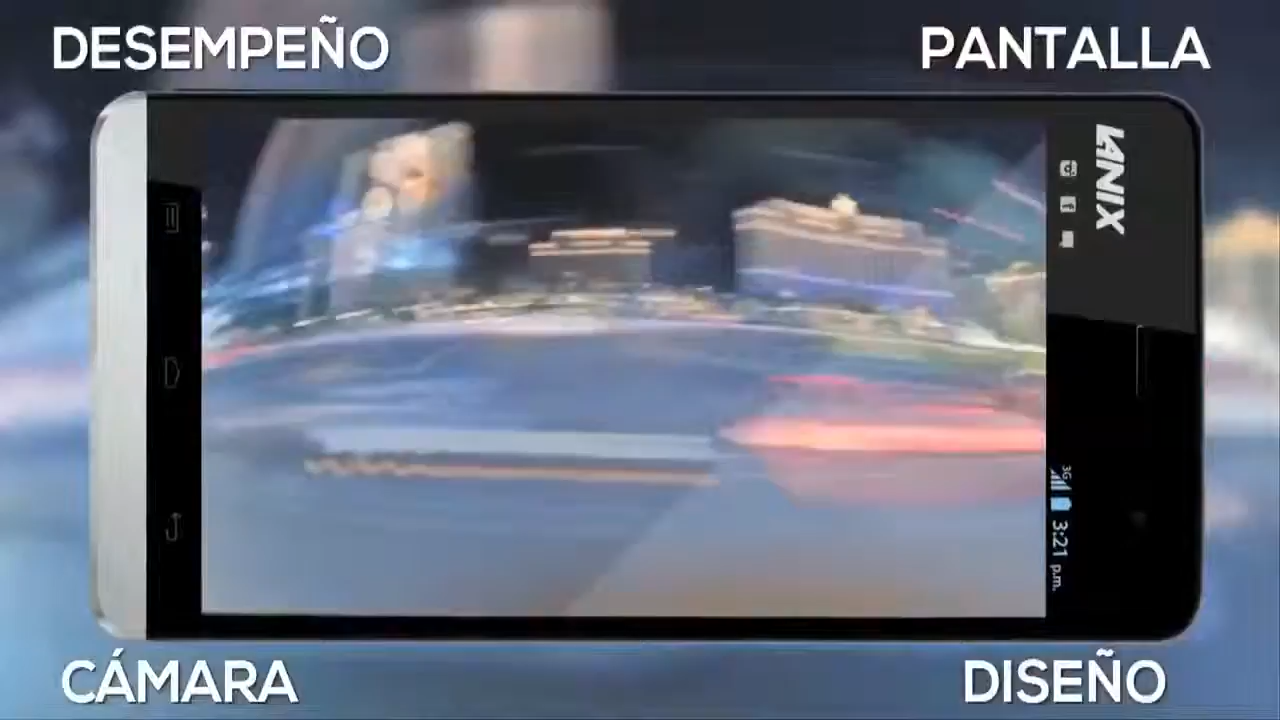 DESEMPEÑO
PANTALLA
LANIX
3G
3:21 p.m.
CÁMARA
DISEÑO